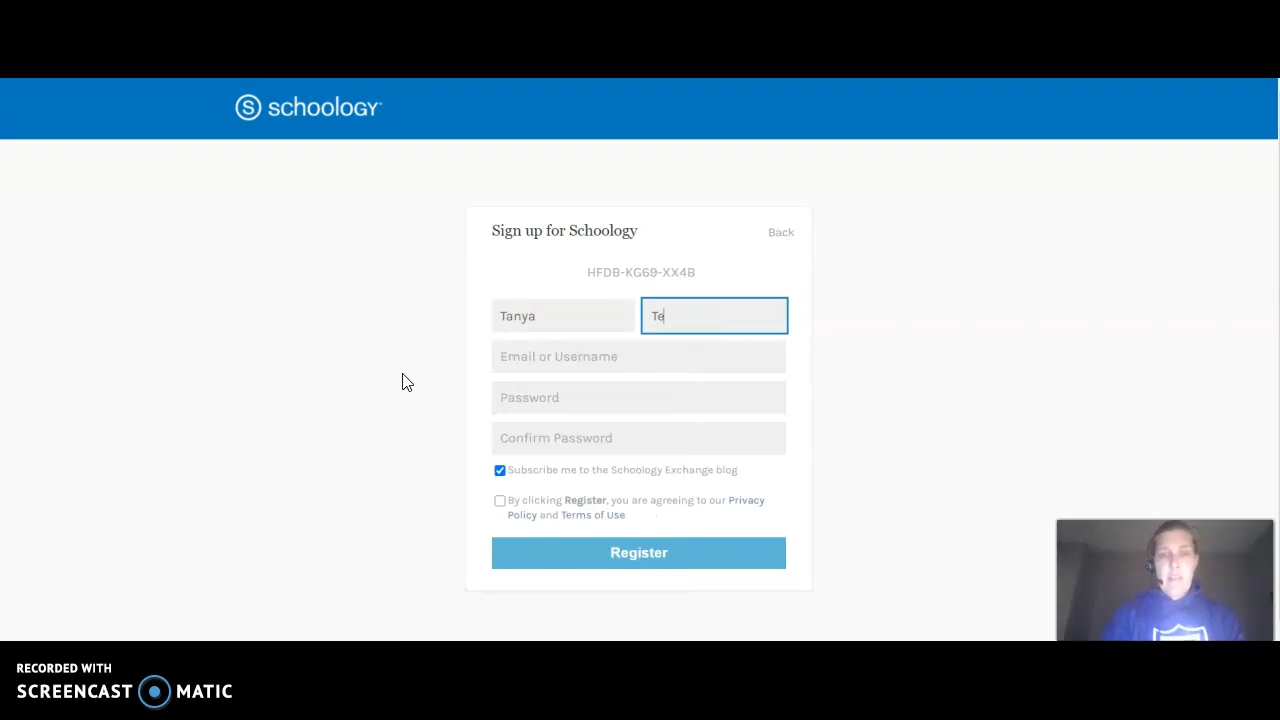 schoology
Sign up for Schoology
Back
HFDB-KG69-XX4B
Tanya
Te
Email or Username
Password
Confirm Password
Subscribe me to the Schoology Exchange blog
By clicking Register, you are agreeing to our Privacy
Policy and Terms of Use
Register
RECORDED WITH
SCREENCAST MATIC